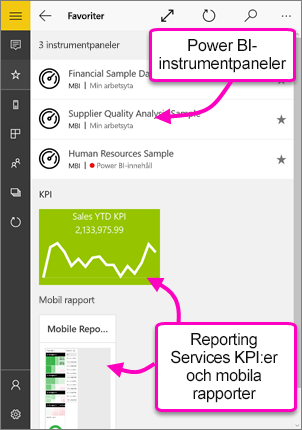 Favoriter
3 instrumentpaneler
Power BI-
instrumentpaneler
Financial Sample Da
MBI | Min arbetsyta
Supplier Quality Analysis Sample
MBI | Min arbetsyta
Human Resources Sample
MBI | Power BI-innehåll
KPI
Sales YTD KPI
2,133,975.99
Mobil rapport
Mobile Repo...
Reporting
Services KPI:er
och mobila
rapporter